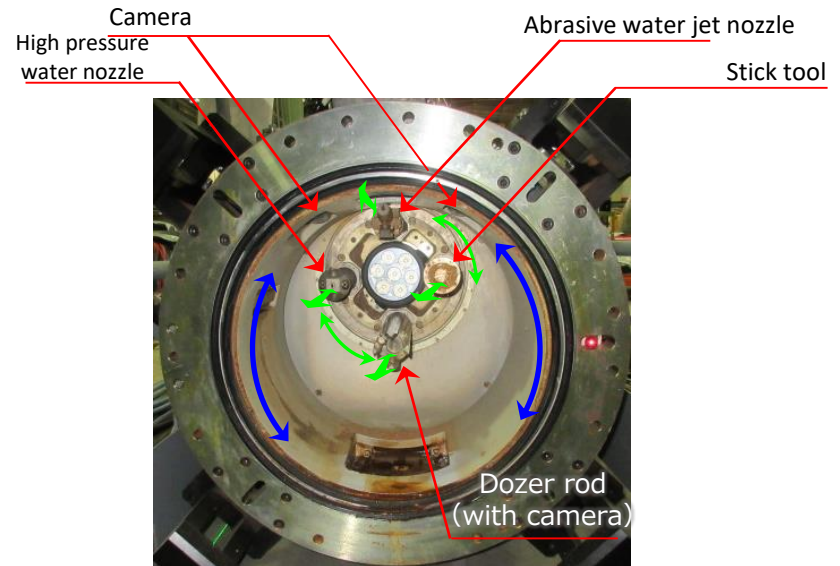 Camera
High pressure
water nozzle
Abrasive water jet nozzle
Stick tool
Dozer rod
(with camera)